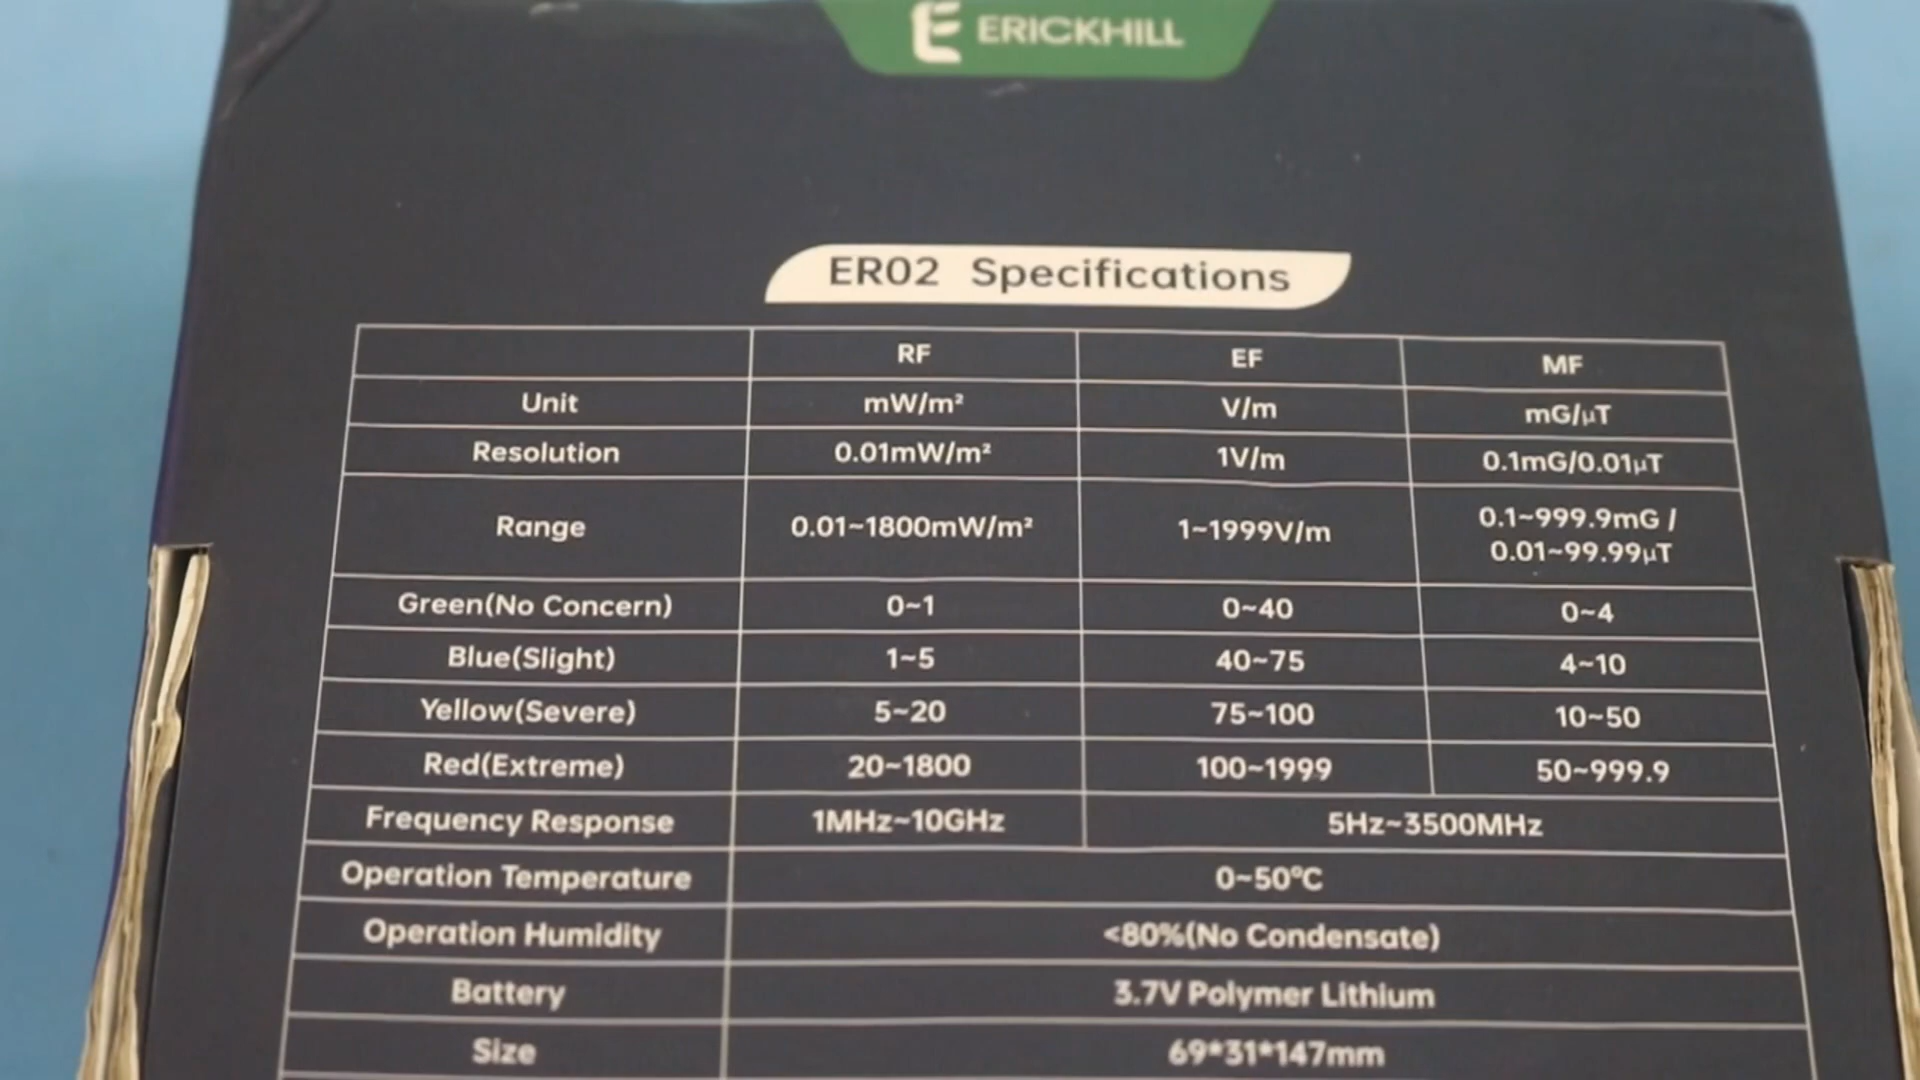 ERICKHILL
ER02 Specifications
RF EF MF
Unit mW/m² V/m mG/μT
Resolution 0.01mW/m² 1V/m 0.1mG/0.01μT
Range 0.01~1800mW/m² 1~1999V/m 0.1~999.9mG /
0.01~99.99μT
Green(No Concern) 0~1 0~40 0~4
Blue(Slight) 1~5 40~75 4~10
Yellow(Severe) 5~20 75~100 10~50
Red(Extreme) 20~1800 100~1999 50~999.9
Frequency Response 1MHz~10GHz 5Hz~3500MHz
Operation Temperature 0~50°C
Operation Humidity <80%(No Condensate)
Battery 3.7V Polymer Lithium
Size 69*31*147mm